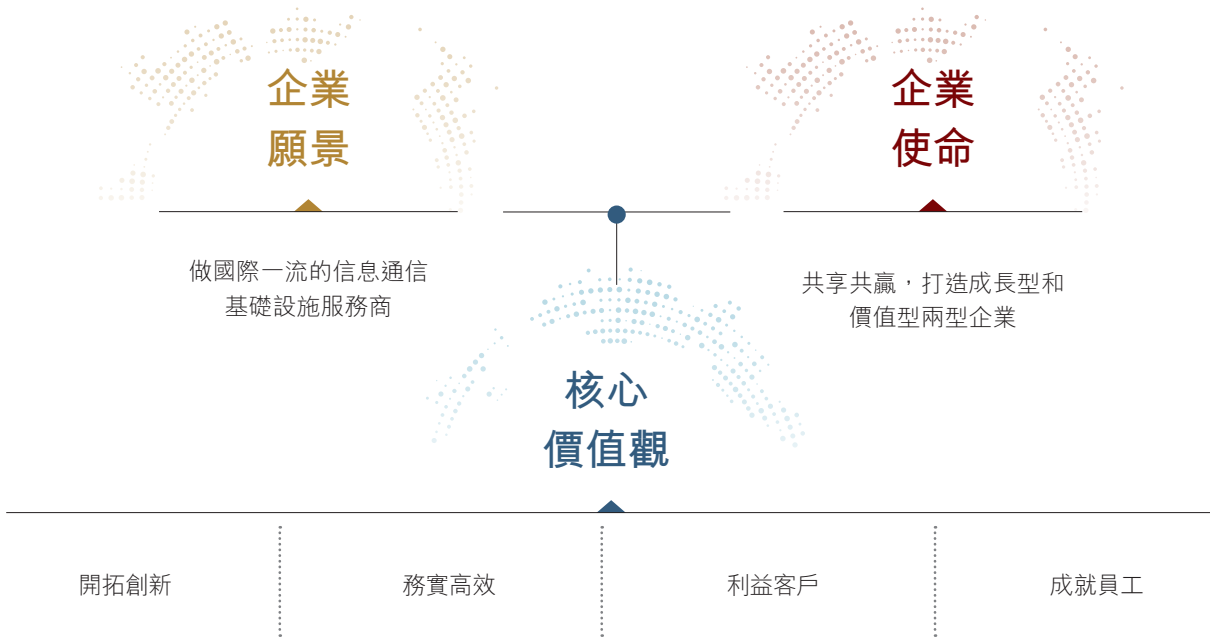 企業
願景
做國際一流的信息通信
基礎設施服務商
企業
使命
共享共贏，打造成長型和
價值型兩型企業
核心
價值觀
開拓創新
務實高效
利益客戶
成就員工